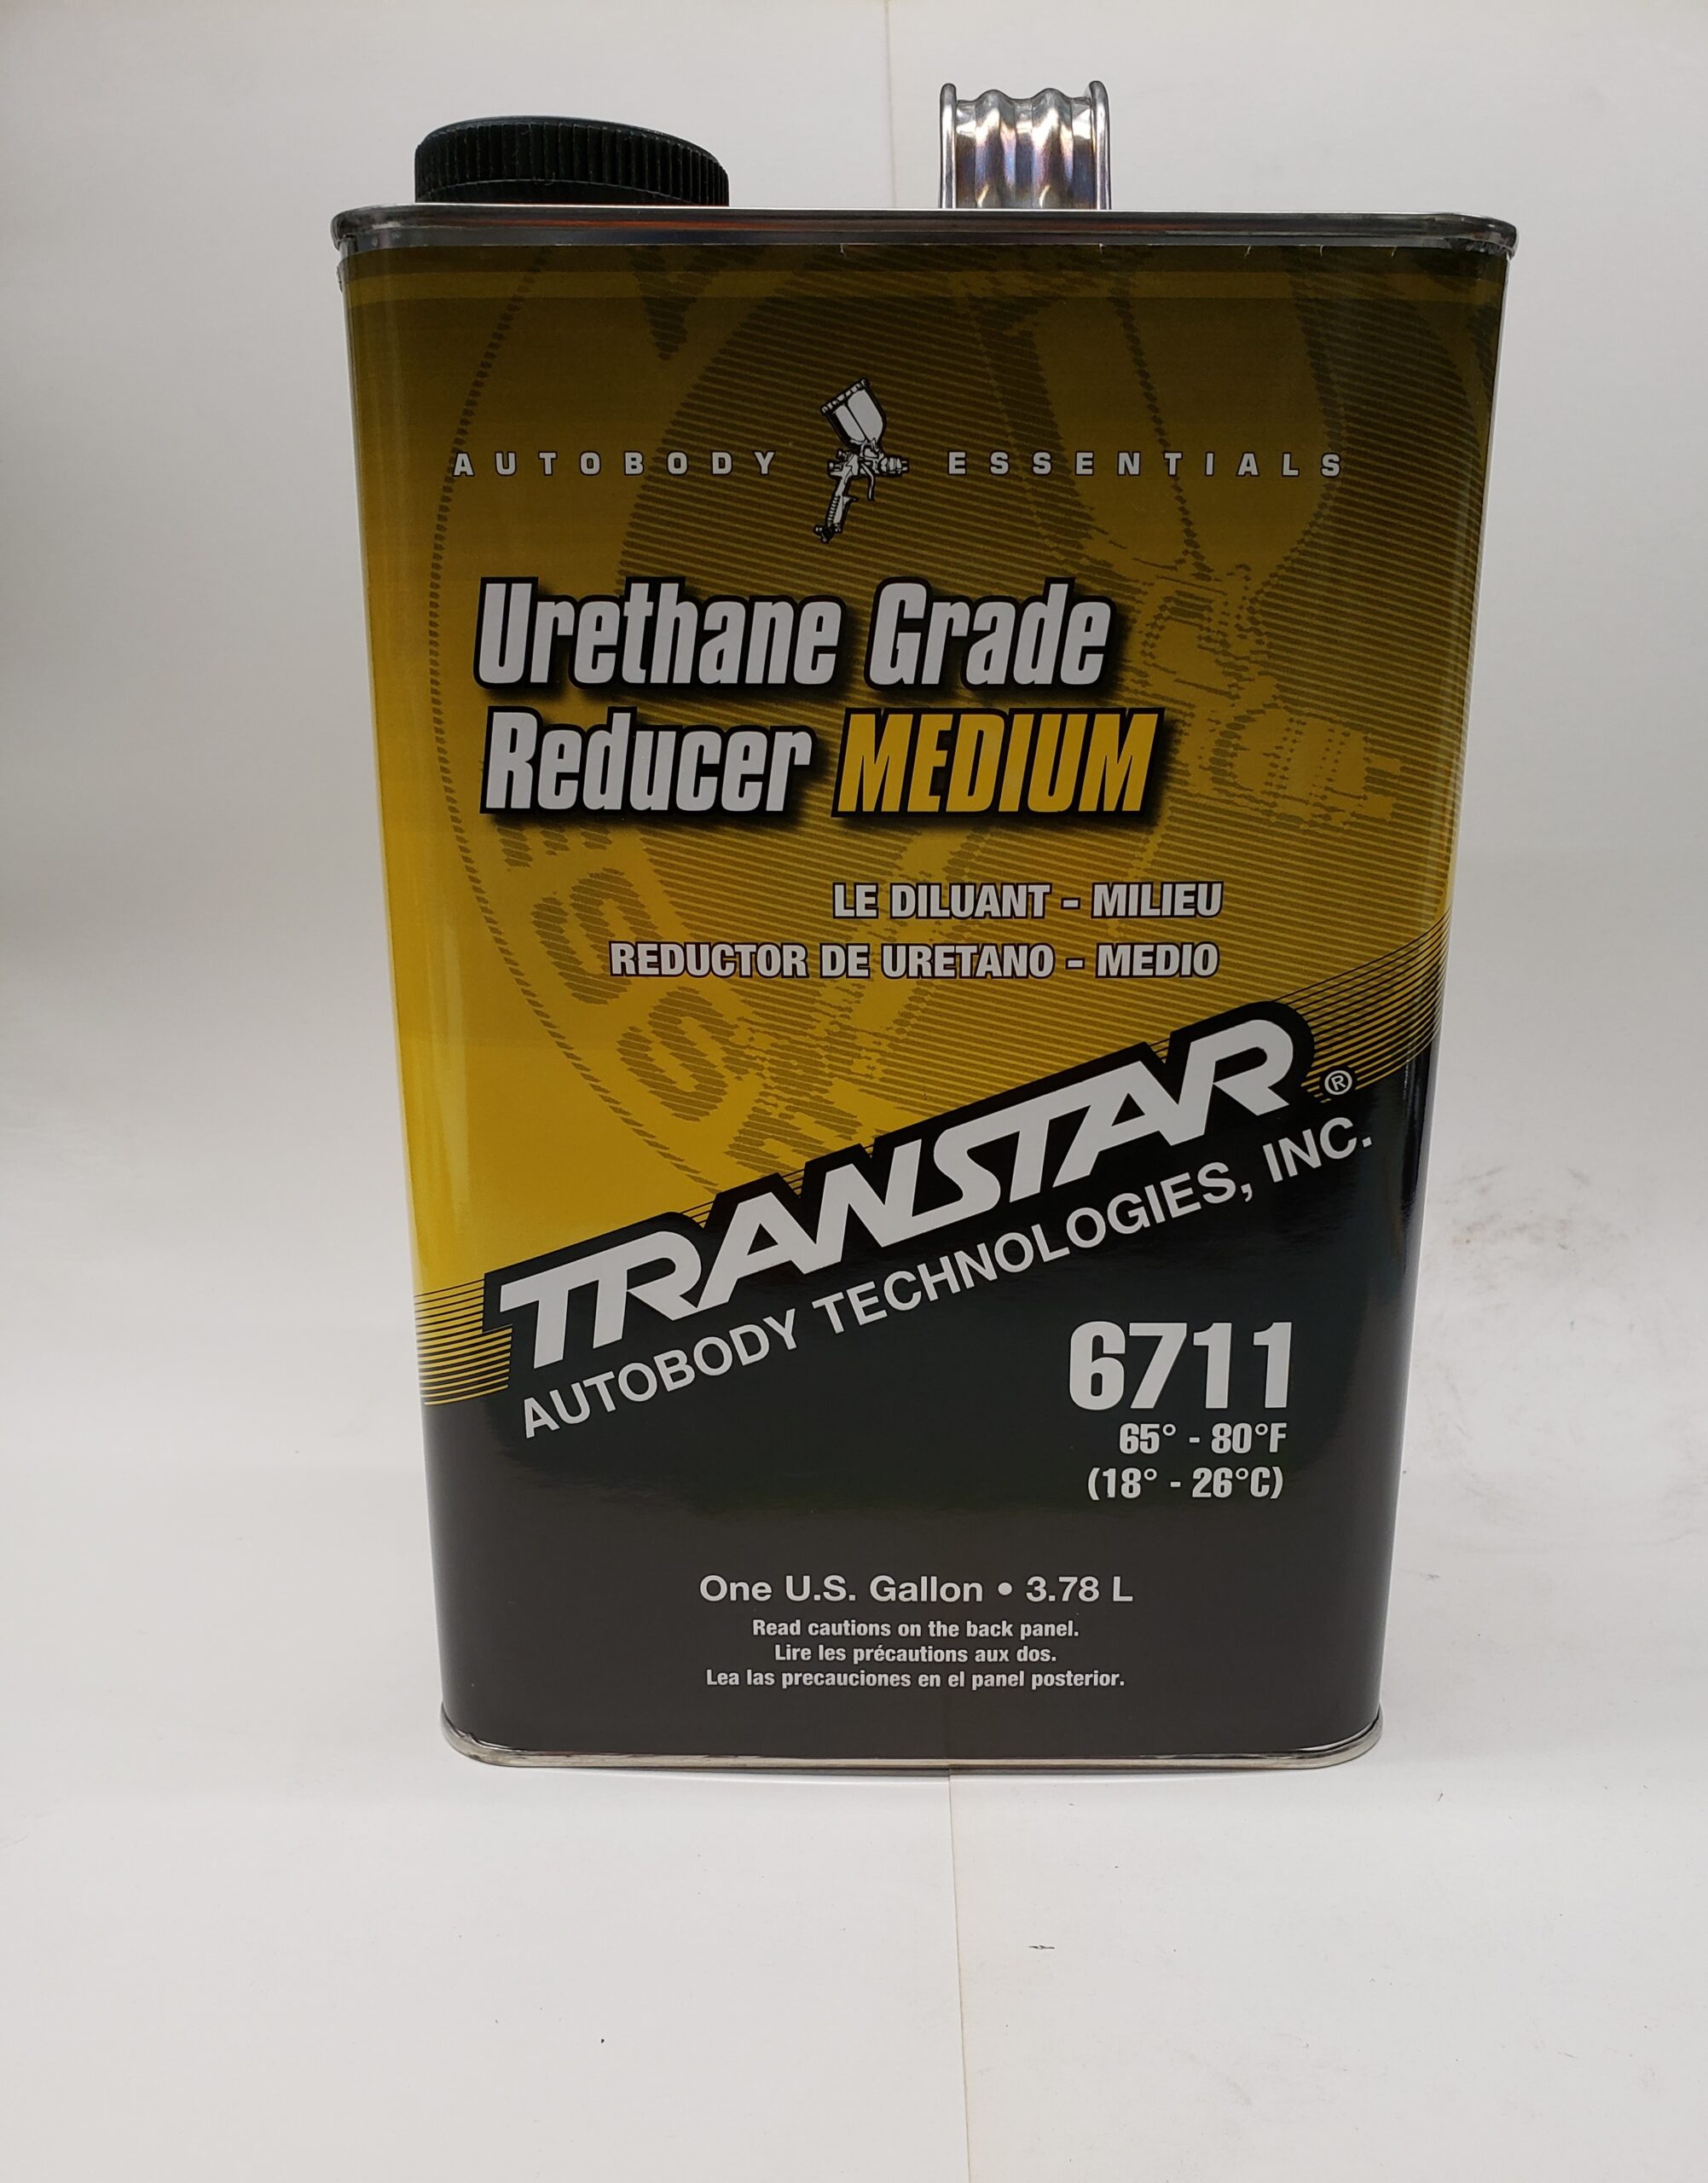 AUTOBODY ESSENTIALS
Urethane Grade
Reducer MEDIUM
LE DILUANT - MILIEU
REDUCTOR DE URETANO - MEDIO
TRANSTAR®
AUTOBODY TECHNOLOGIES, INC.
6711
65° - 80°F
(18° - 26°C)
One U.S. Gallon • 3.78 L
Read cautions on the back panel.
Lire les précautions aux dos.
Lea las precauciones en el panel posterior.